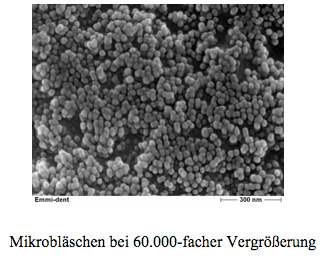 Emmi-dent 300 nm
Mikrobläschen bei 60.000-facher Vergrößerung